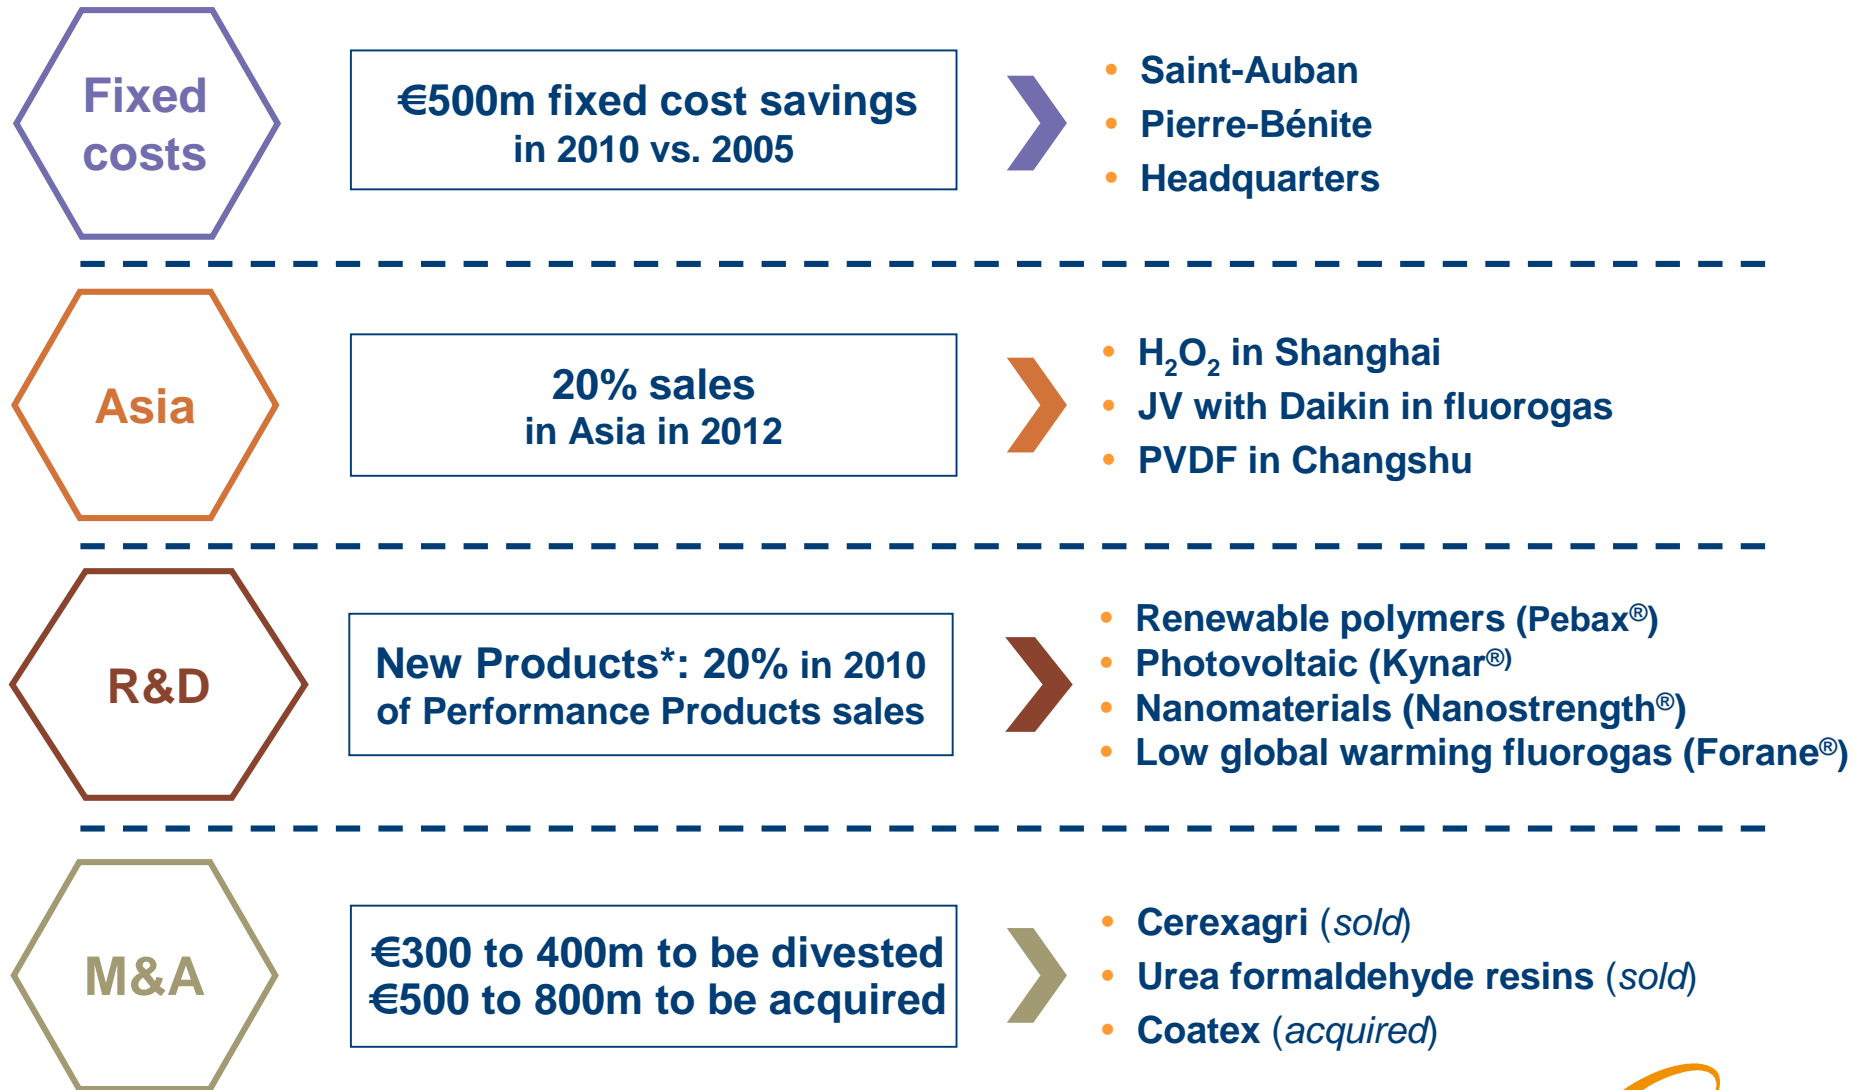 Fixed
costs
€500m fixed cost savings
in 2010 vs. 2005
• Saint-Auban
• Pierre-Bénite
• Headquarters
Asia
20% sales
in Asia in 2012
• H₂O₂ in Shanghai
• JV with Daikin in fluorogas
• PVDF in Changshu
R&D
New Products*: 20% in 2010
of Performance Products sales
• Renewable polymers (Pebax®)
• Photovoltaic (Kynar®)
• Nanomaterials (Nanostrength®)
• Low global warming fluorogas (Forane®)
M&A
€300 to 400m to be divested
€500 to 800m to be acquired
• Cerexagri (sold)
• Urea formaldehyde resins (sold)
• Coatex (acquired)